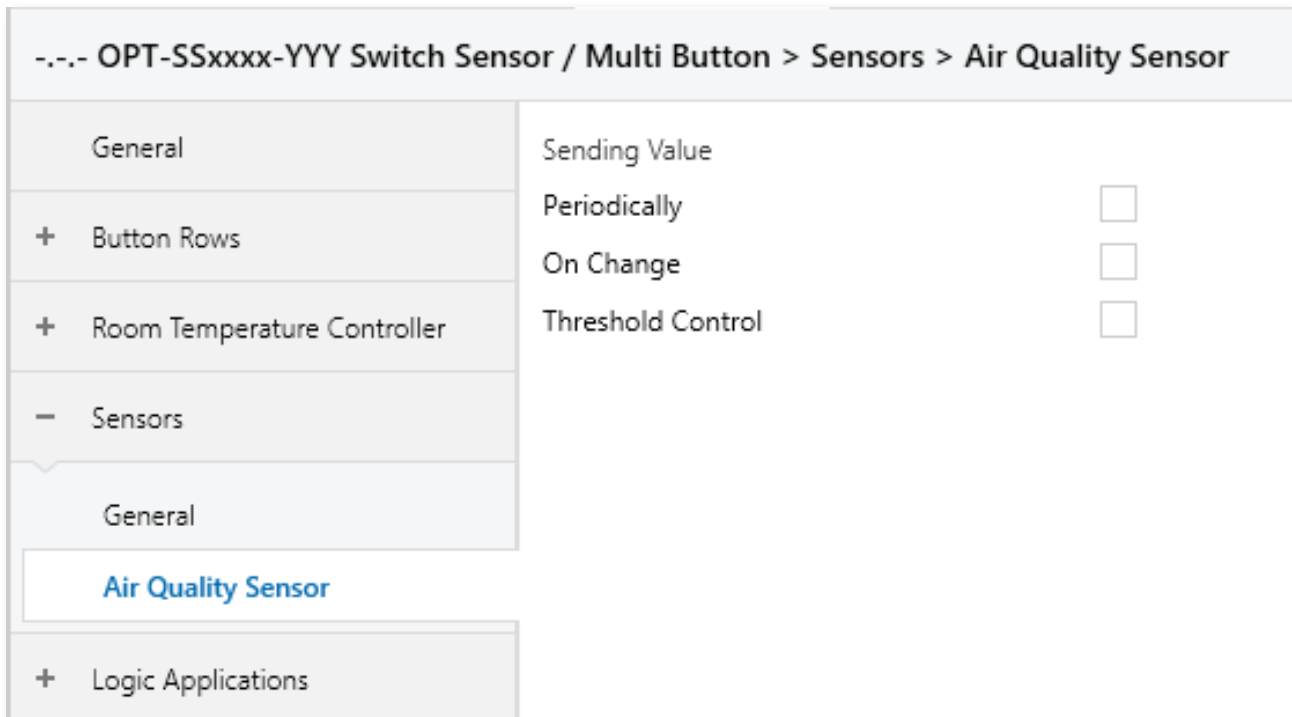 -.-.- OPT-SSxxxx-YYY Switch Sensor / Multi Button > Sensors > Air Quality Sensor
General
+ Button Rows
+ Room Temperature Controller
− Sensors
General
Air Quality Sensor
+ Logic Applications
Sending Value
Periodically
On Change
Threshold Control